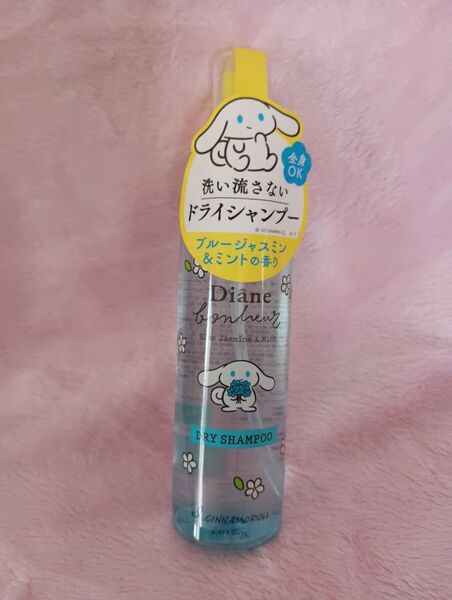 全身
OK
洗い流さない
ドライシャンプー
ブルージャスミン
&ミントの香り
Diane
bonheur
Blue Jasmine & Mint
DRY SHAMPOO
CINNAMOROLL